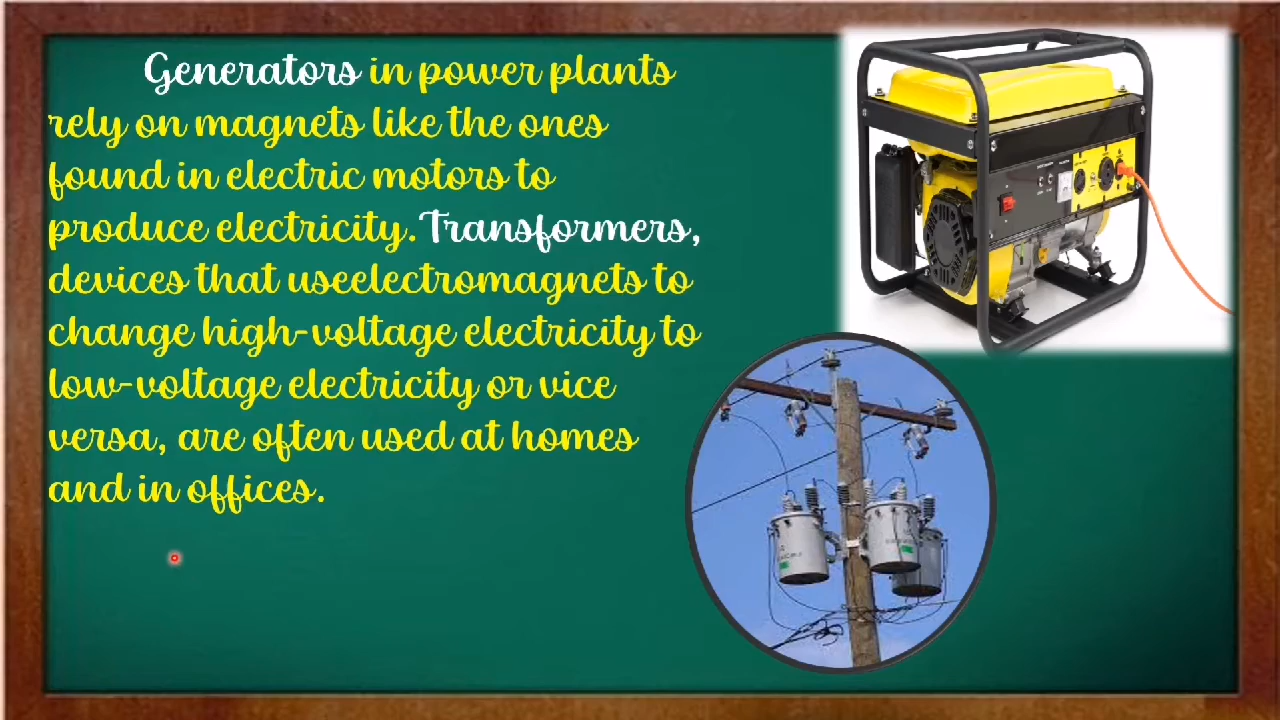 Generators in power plants
rely on magnets like the ones
found in electric motors to
produce electricity. Transformers,
devices that useelectromagnets to
change high-voltage electricity to
low-voltage electricity or vice
versa, are often used at homes
and in offices.